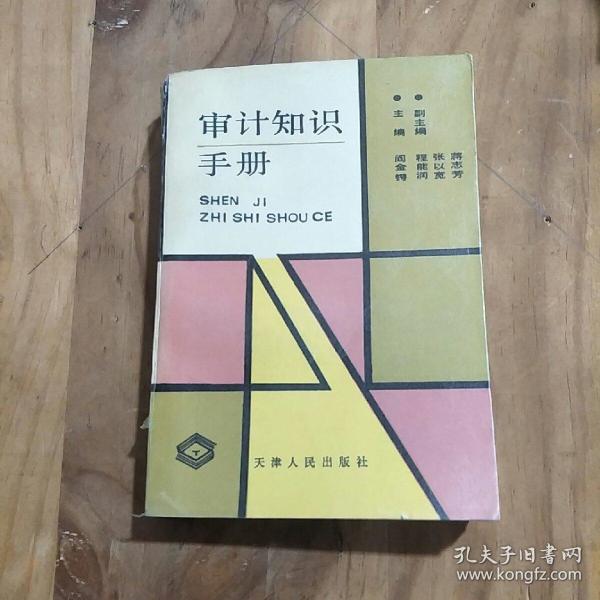 审计知识
手册
SHEN JI
ZHI SHI SHOU CE
●主编 阎金锷
●副主编 程能润 张以宽 蒋志芳
天津人民出版社
孔夫子旧书网
www.kongfz.com